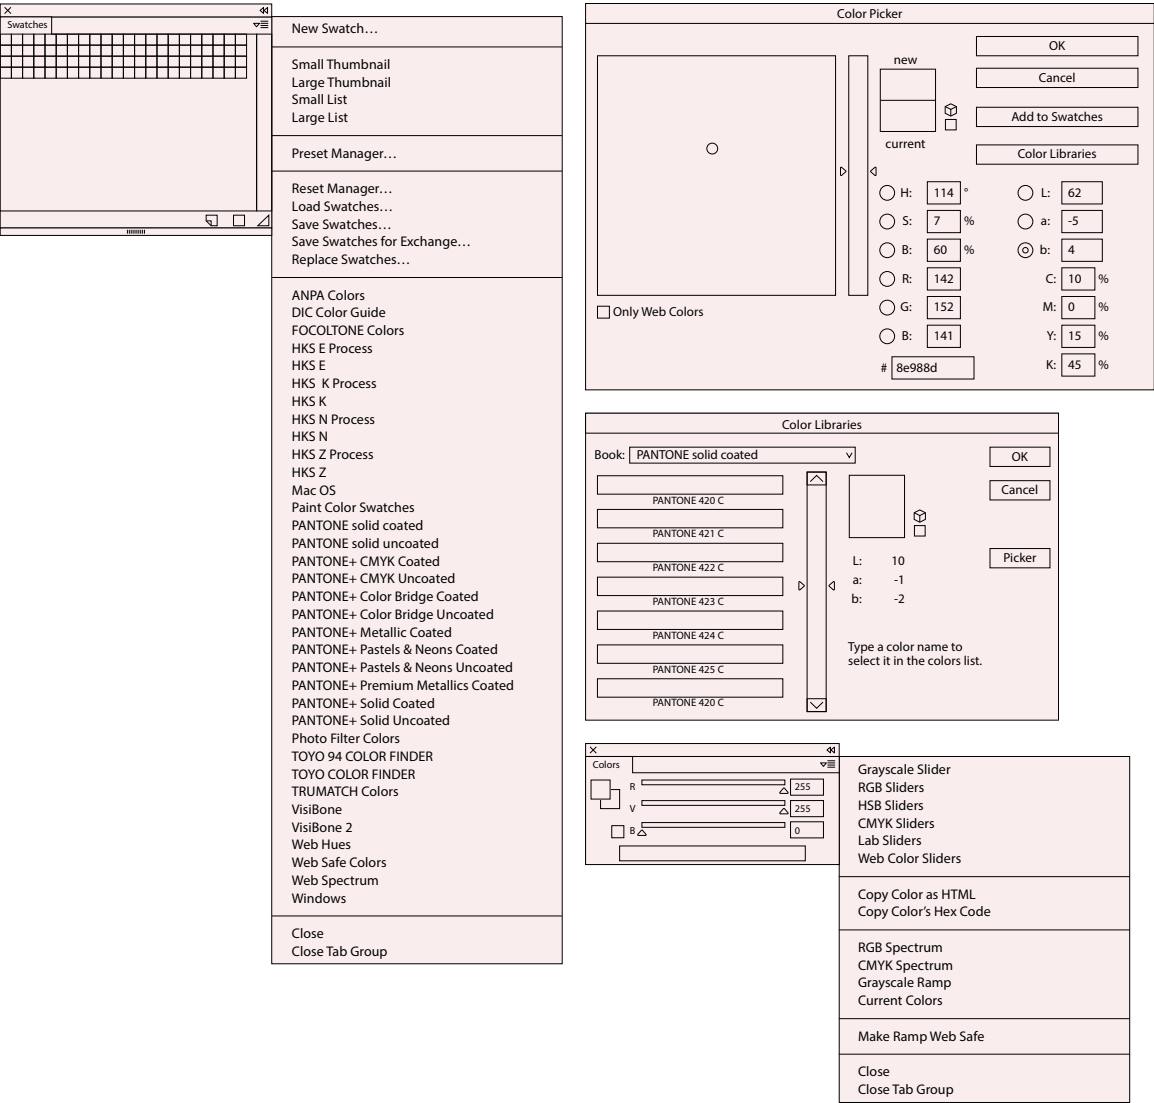 Swatches
New Swatch…
Small Thumbnail
Large Thumbnail
Small List
Large List
Preset Manager…
Reset Manager…
Load Swatches…
Save Swatches…
Save Swatches for Exchange…
Replace Swatches…
ANPA Colors
DIC Color Guide
FOCOLTONE Colors
HKS E Process
HKS E
HKS  K Process
HKS K
HKS N Process
HKS N
HKS Z Process
HKS Z
Mac OS
Paint Color Swatches
PANTONE solid coated
PANTONE solid uncoated
PANTONE+ CMYK Coated
PANTONE+ CMYK Uncoated
PANTONE+ Color Bridge Coated
PANTONE+ Color Bridge Uncoated
PANTONE+ Metallic Coated
PANTONE+ Pastels & Neons Coated
PANTONE+ Pastels & Neons Uncoated
PANTONE+ Premium Metallics Coated
PANTONE+ Solid Coated
PANTONE+ Solid Uncoated
Photo Filter Colors
TOYO 94 COLOR FINDER
TOYO COLOR FINDER
TRUMATCH Colors
VisiBone
VisiBone 2
Web Hues
Web Safe Colors
Web Spectrum
Windows
Close
Close Tab Group
Color Picker
new
current
OK
Cancel
Add to Swatches
Color Libraries
H: 114 °
S: 7 %
B: 60 %
R: 142
G: 152
B: 141
# 8e988d
L: 62
a: -5
b: 4
C: 10 %
M: 0 %
Y: 15 %
K: 45 %
Only Web Colors
Color Libraries
Book: PANTONE solid coated
PANTONE 420 C
PANTONE 421 C
PANTONE 422 C
PANTONE 423 C
PANTONE 424 C
PANTONE 425 C
PANTONE 420 C
L: 10
a: -1
b: -2
Type a color name to
select it in the colors list.
OK
Cancel
Picker
Colors
R 255
V 255
B 0
Grayscale Slider
RGB Sliders
HSB Sliders
CMYK Sliders
Lab Sliders
Web Color Sliders
Copy Color as HTML
Copy Color’s Hex Code
RGB Spectrum
CMYK Spectrum
Grayscale Ramp
Current Colors
Make Ramp Web Safe
Close
Close Tab Group